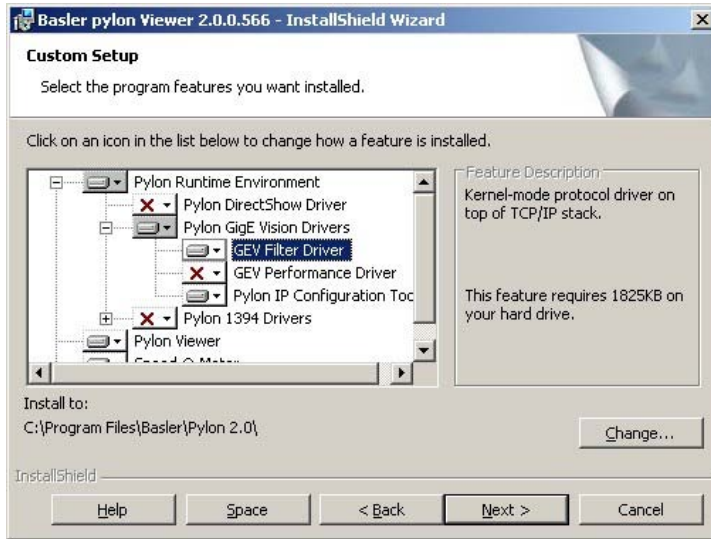 Basler pylon Viewer 2.0.0.566 - InstallShield Wizard
Custom Setup
Select the program features you want installed.
Click on an icon in the list below to change how a feature is installed.
Pylon Runtime Environment
Pylon DirectShow Driver
Pylon GigE Vision Drivers
GEV Filter Driver
GEV Performance Driver
Pylon IP Configuration Toc
Pylon 1394 Drivers
Pylon Viewer
Feature Description
Kernel-mode protocol driver on
top of TCP/IP stack.
This feature requires 1825KB on
your hard drive.
Install to:
C:\Program Files\Basler\Pylon 2.0\
Change...
InstallShield
Help
Space
< Back
Next >
Cancel